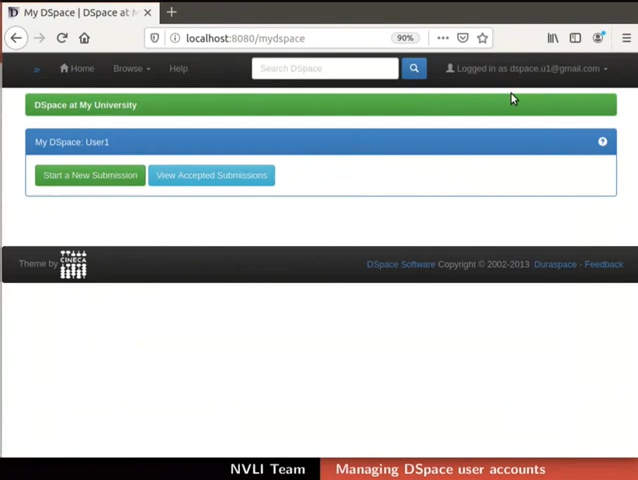 My DSpace | DSpace at M
localhost:8080/mydspace
90%
Home
Browse
Help
Search DSpace
Logged in as dspace.u1@gmail.com
DSpace at My University
My DSpace: User1
Start a New Submission
View Accepted Submissions
Theme by
CINECA
DSpace Software Copyright © 2002-2013 Duraspace - Feedback
NVLI Team
Managing DSpace user accounts